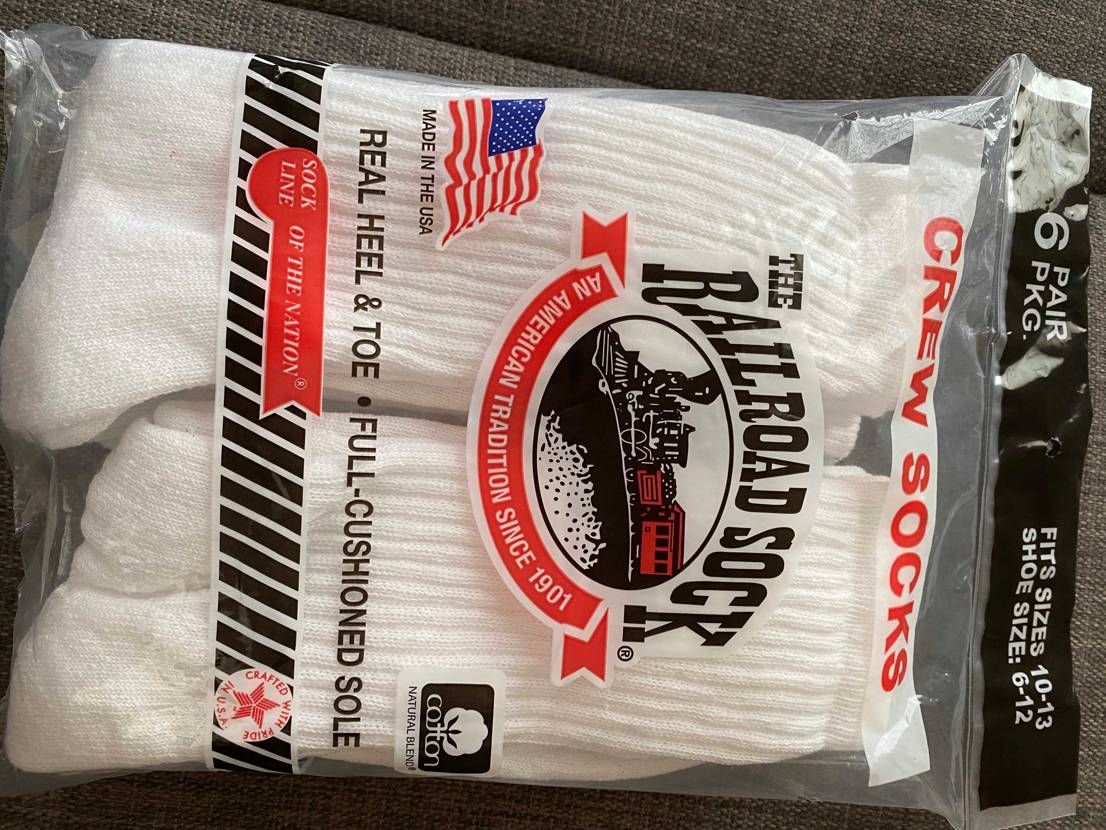 6 PAIR
PKG.
FITS SIZES 10-13
SHOE SIZE: 6-12
CREW SOCKS
THE
RAILROAD SOCK
®
AN AMERICAN TRADITION SINCE 1901
MADE IN THE USA
cotton
NATURAL BLEND
REAL HEEL & TOE • FULL-CUSHIONED SOLE
SOCK
LINE
OF THE NATION®
CRAFTED WITH PRIDE
IN U.S.A.